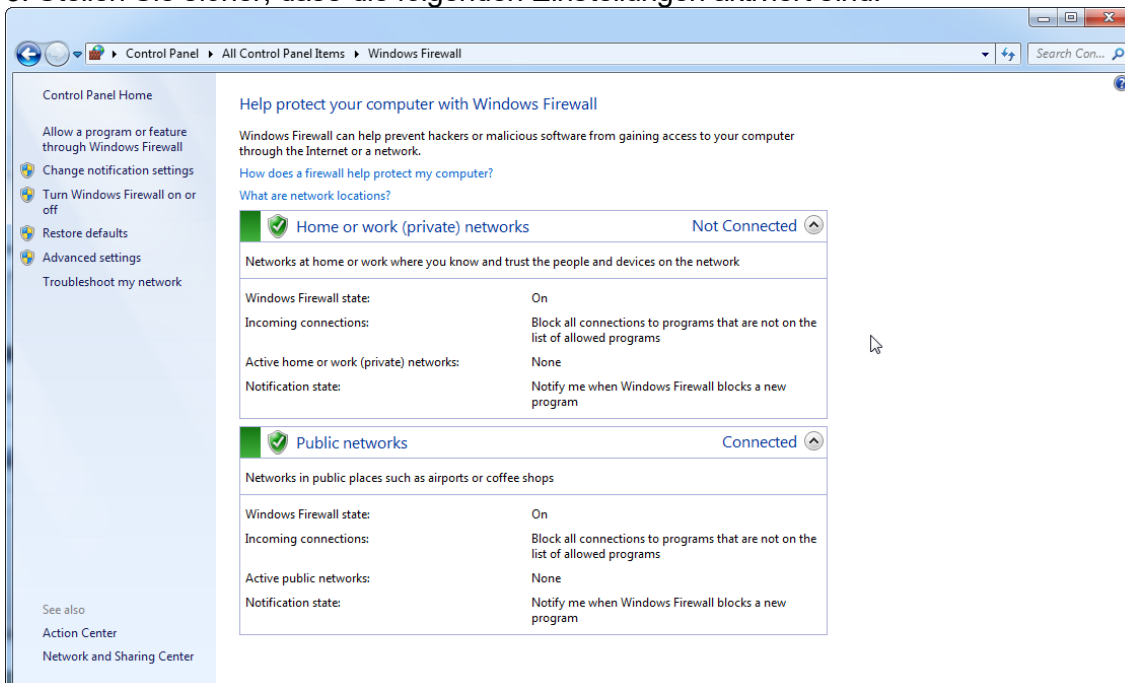 Stellen Sie sicher, dass die folgenden Einstellungen aktiviert sind:
Control Panel All Control Panel Items Windows Firewall Search Con...
Control Panel Home
Allow a program or feature
through Windows Firewall
Change notification settings
Turn Windows Firewall on or
off
Restore defaults
Advanced settings
Troubleshoot my network
Help protect your computer with Windows Firewall
Windows Firewall can help prevent hackers or malicious software from gaining access to your computer
through the Internet or a network.
How does a firewall help protect my computer?
What are network locations?
Home or work (private) networks Not Connected
Networks at home or work where you know and trust the people and devices on the network
Windows Firewall state: On
Incoming connections: Block all connections to programs that are not on the
list of allowed programs
Active home or work (private) networks: None
Notification state: Notify me when Windows Firewall blocks a new
program
Public networks Connected
Networks in public places such as airports or coffee shops
Windows Firewall state: On
Incoming connections: Block all connections to programs that are not on the
list of allowed programs
Active public networks: None
Notification state: Notify me when Windows Firewall blocks a new
program
See also
Action Center
Network and Sharing Center